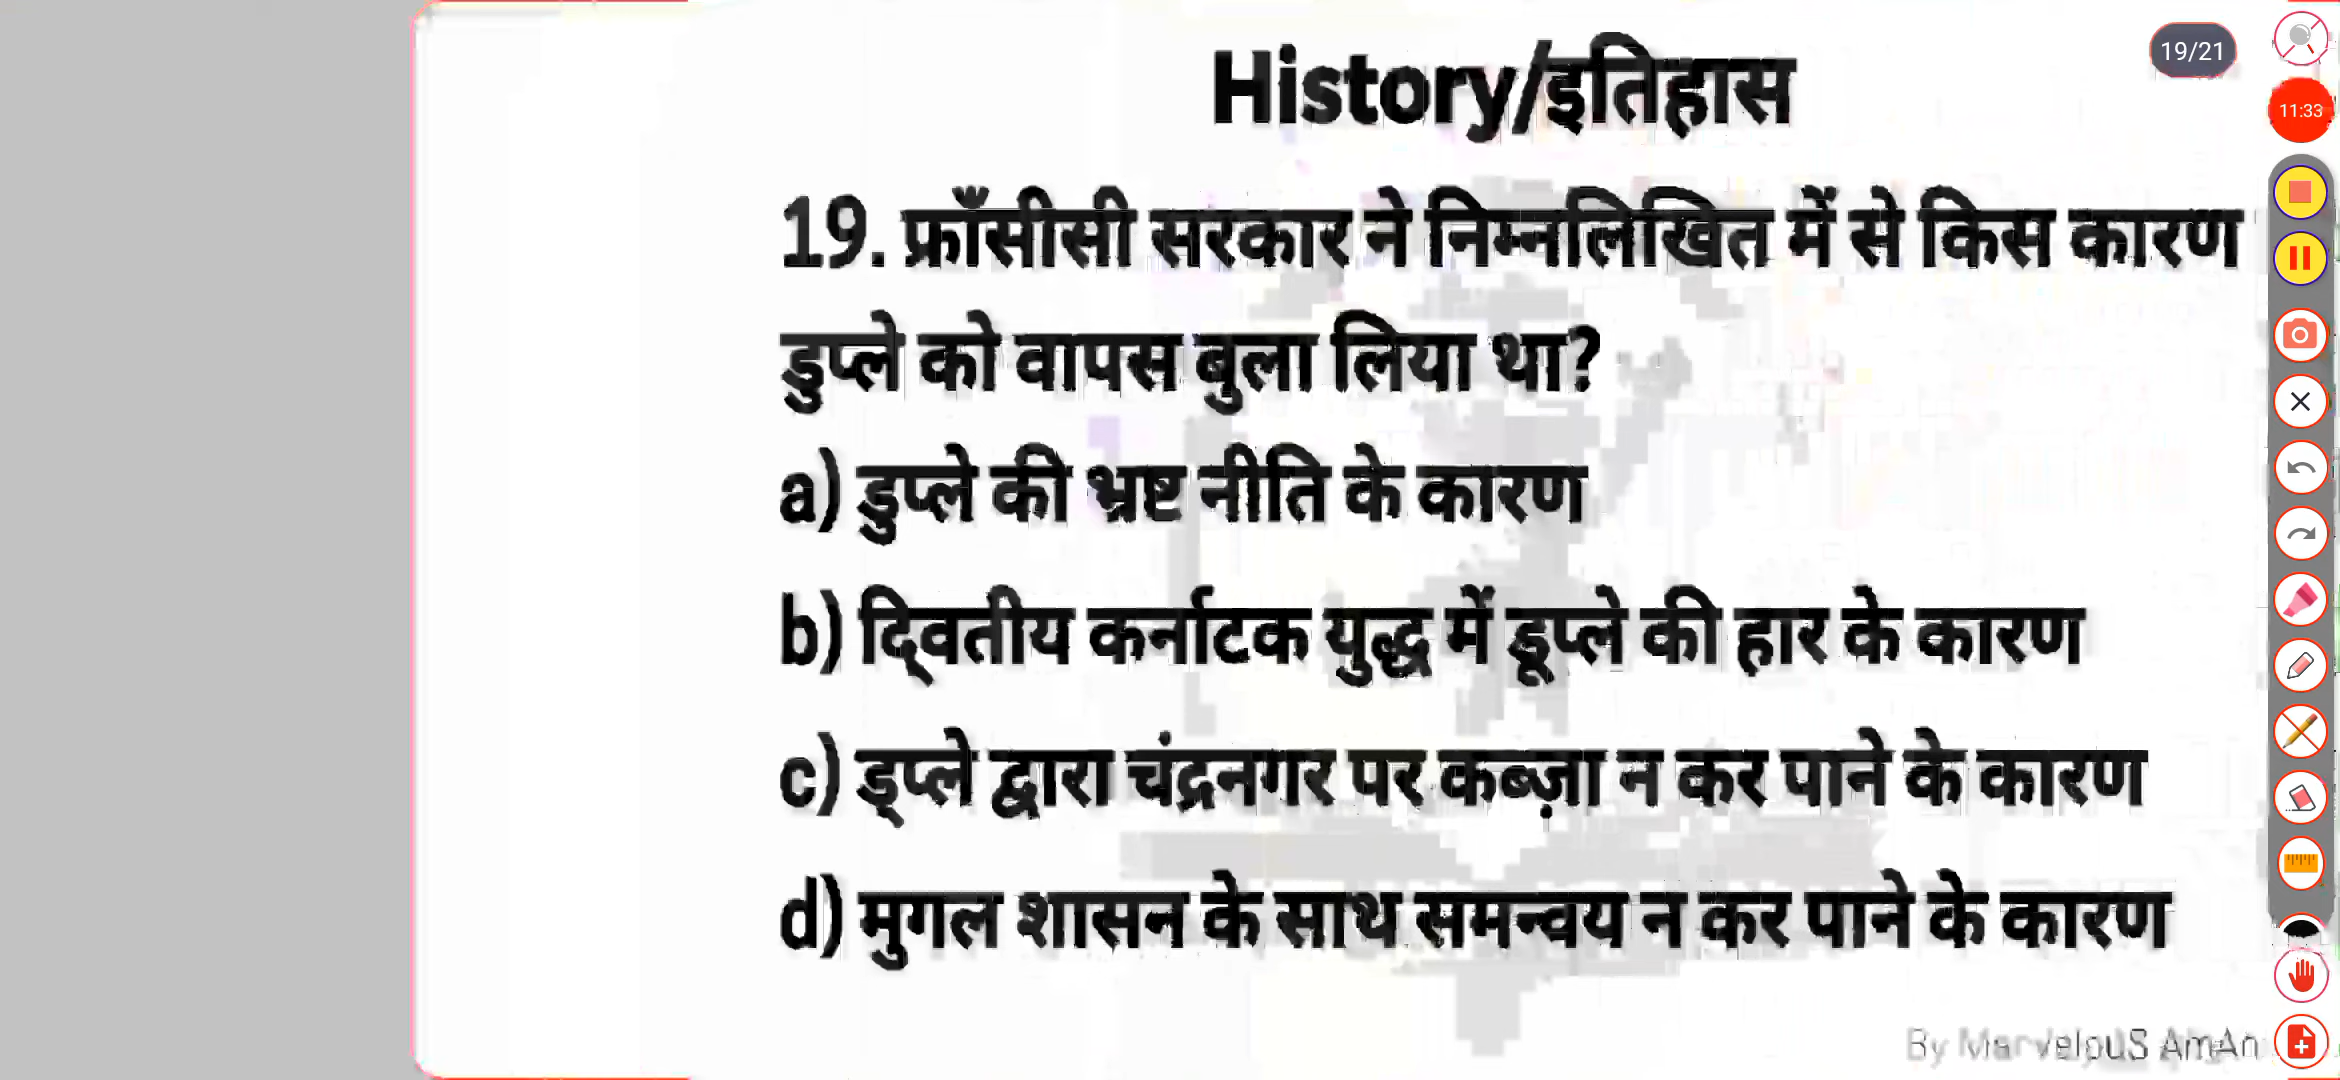 History/इतिहास
19/21
11:33
19. फ्राँसीसी सरकार ने निम्नलिखित में से किस कारण
डुप्ले को वापस बुला लिया था?
a) डुप्ले की भ्रष्ट नीति के कारण
b) द्वितीय कर्नाटक युद्ध में डूप्ले की हार के कारण
c) ड्प्ले द्वारा चंद्रनगर पर कब्ज़ा न कर पाने के कारण
d) मुगल शासन के साथ समन्वय न कर पाने के कारण
By MarvelouS AmAn